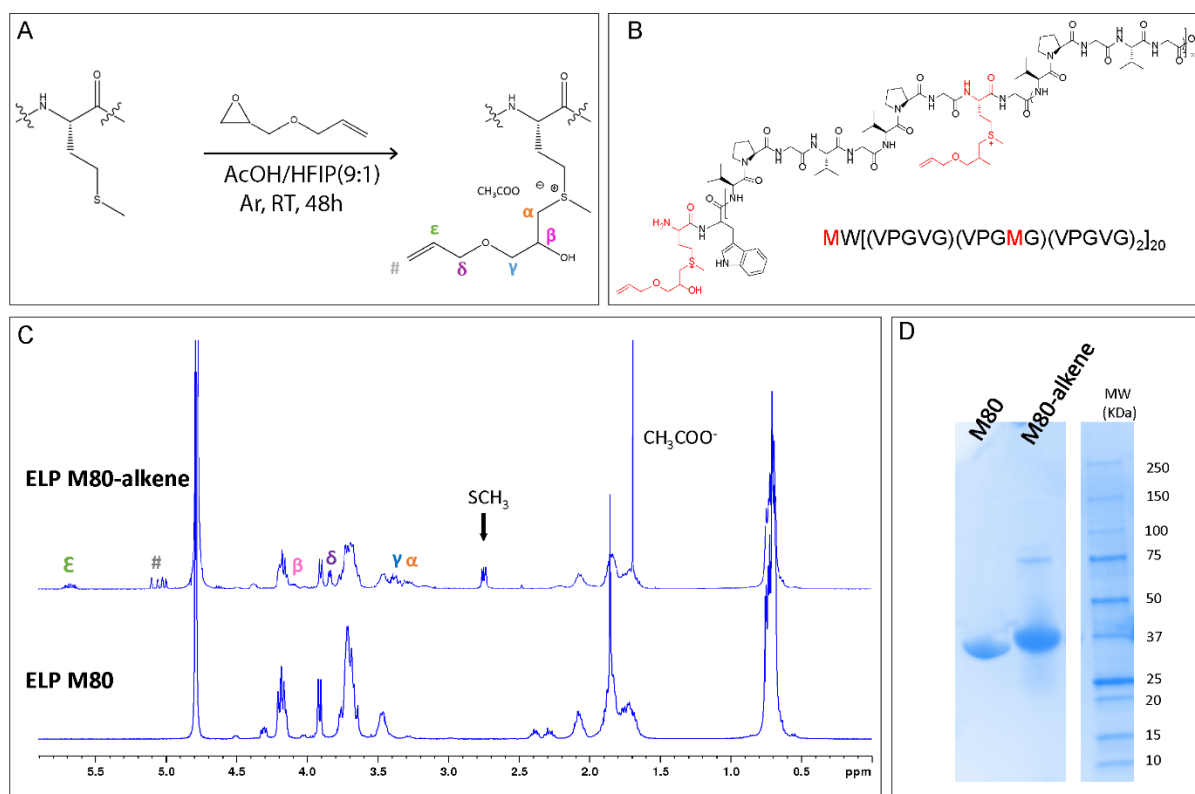 A
H
N
O
S
O
O
AcOH/HFIP(9:1)
Ar, RT, 48h
H
N
O
CH₃COO ⊖ ⊕
S
α
ε
β
O
OH
#
δ
γ
B
MW[(VPGVG)(VPGMG)(VPGVG)₂]₂₀
C
ELP M80-alkene
CH₃COO⁻
SCH₃
ε
#
β
δ
γ
α
ELP M80
5.5 5.0 4.5 4.0 3.5 3.0 2.5 2.0 1.5 1.0 0.5 ppm
D
M80
M80-alkene
MW
(KDa)
250
150
100
75
50
37
25
20
15
10